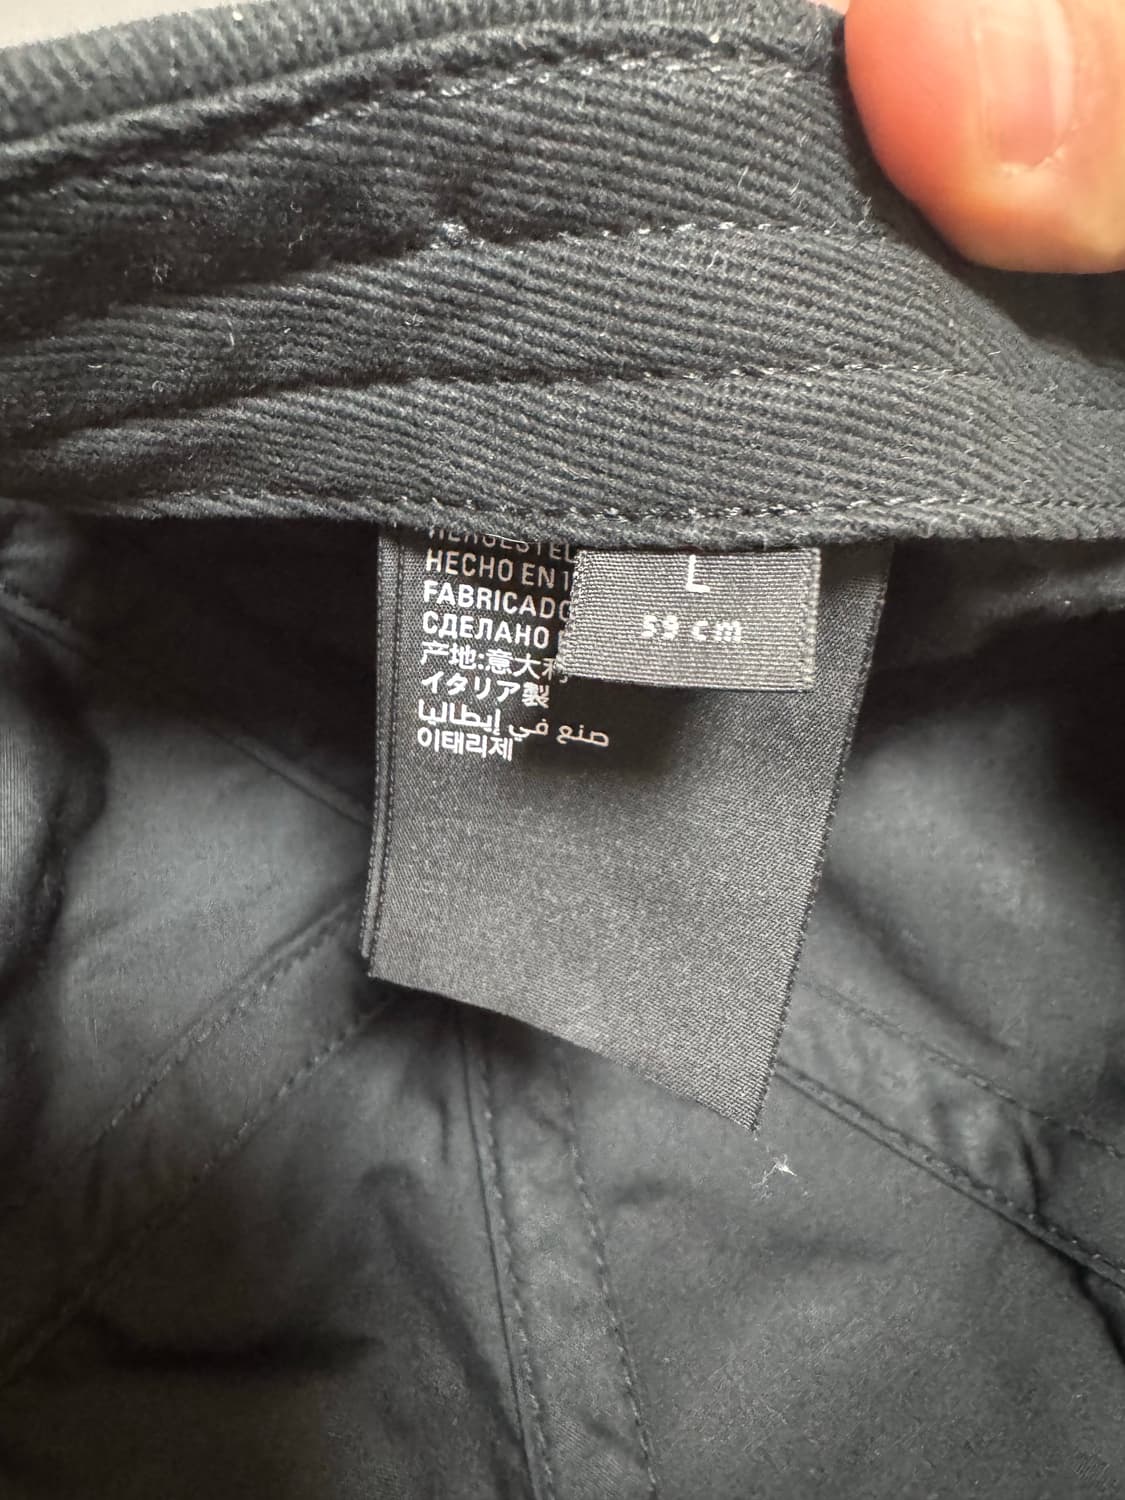 HECHO EN
FABRICADO
СДЕЛАНО
产地:意大利
イタリア製
صنع في إيطاليا
이태리제
L
59 cm